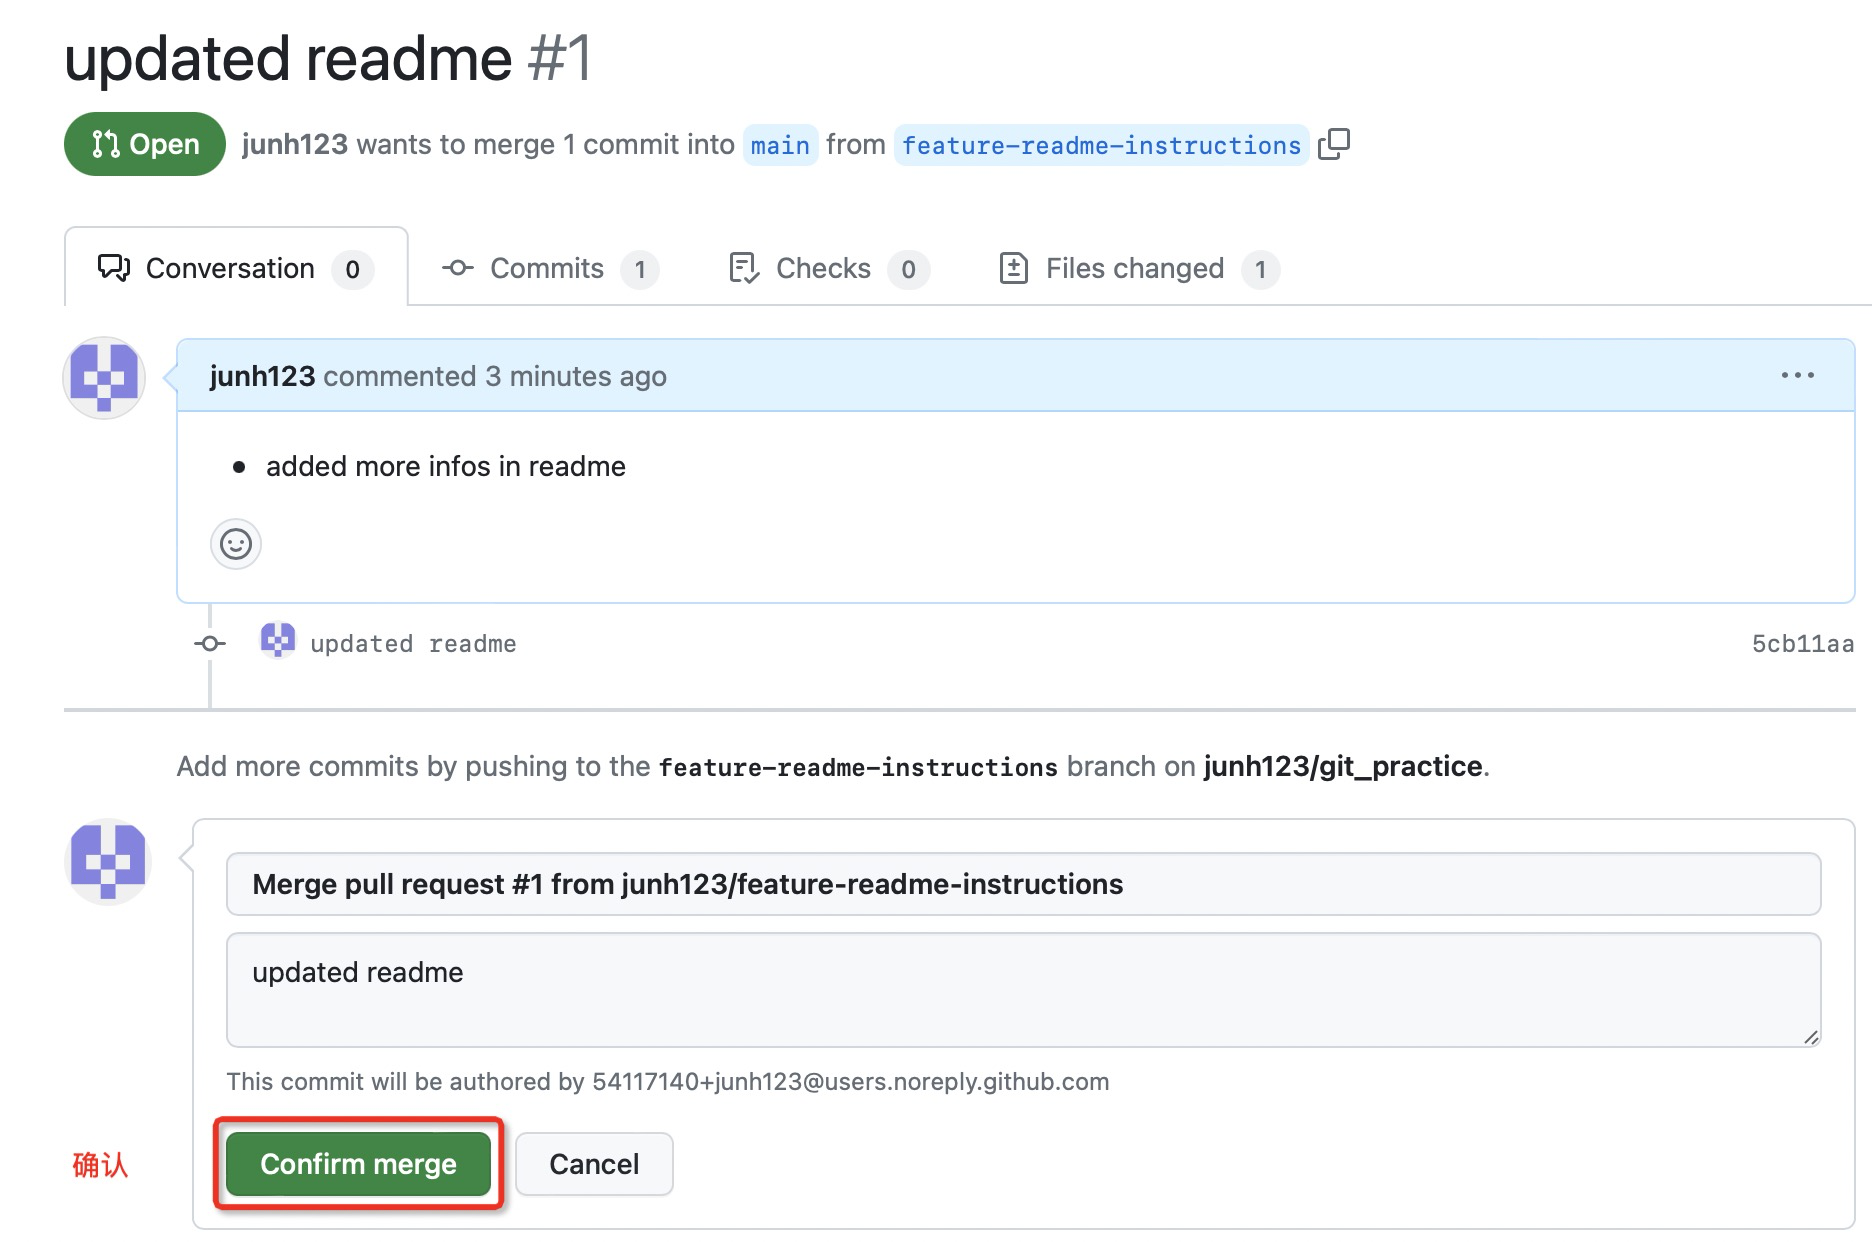 updated readme #1
Open junh123 wants to merge 1 commit into main from feature-readme-instructions
Conversation 0 Commits 1 Checks 0 Files changed 1
junh123 commented 3 minutes ago
added more infos in readme
updated readme 5cb11aa
Add more commits by pushing to the feature-readme-instructions branch on junh123/git_practice.
Merge pull request #1 from junh123/feature-readme-instructions
updated readme
This commit will be authored by 54117140+junh123@users.noreply.github.com
确认 Confirm merge Cancel